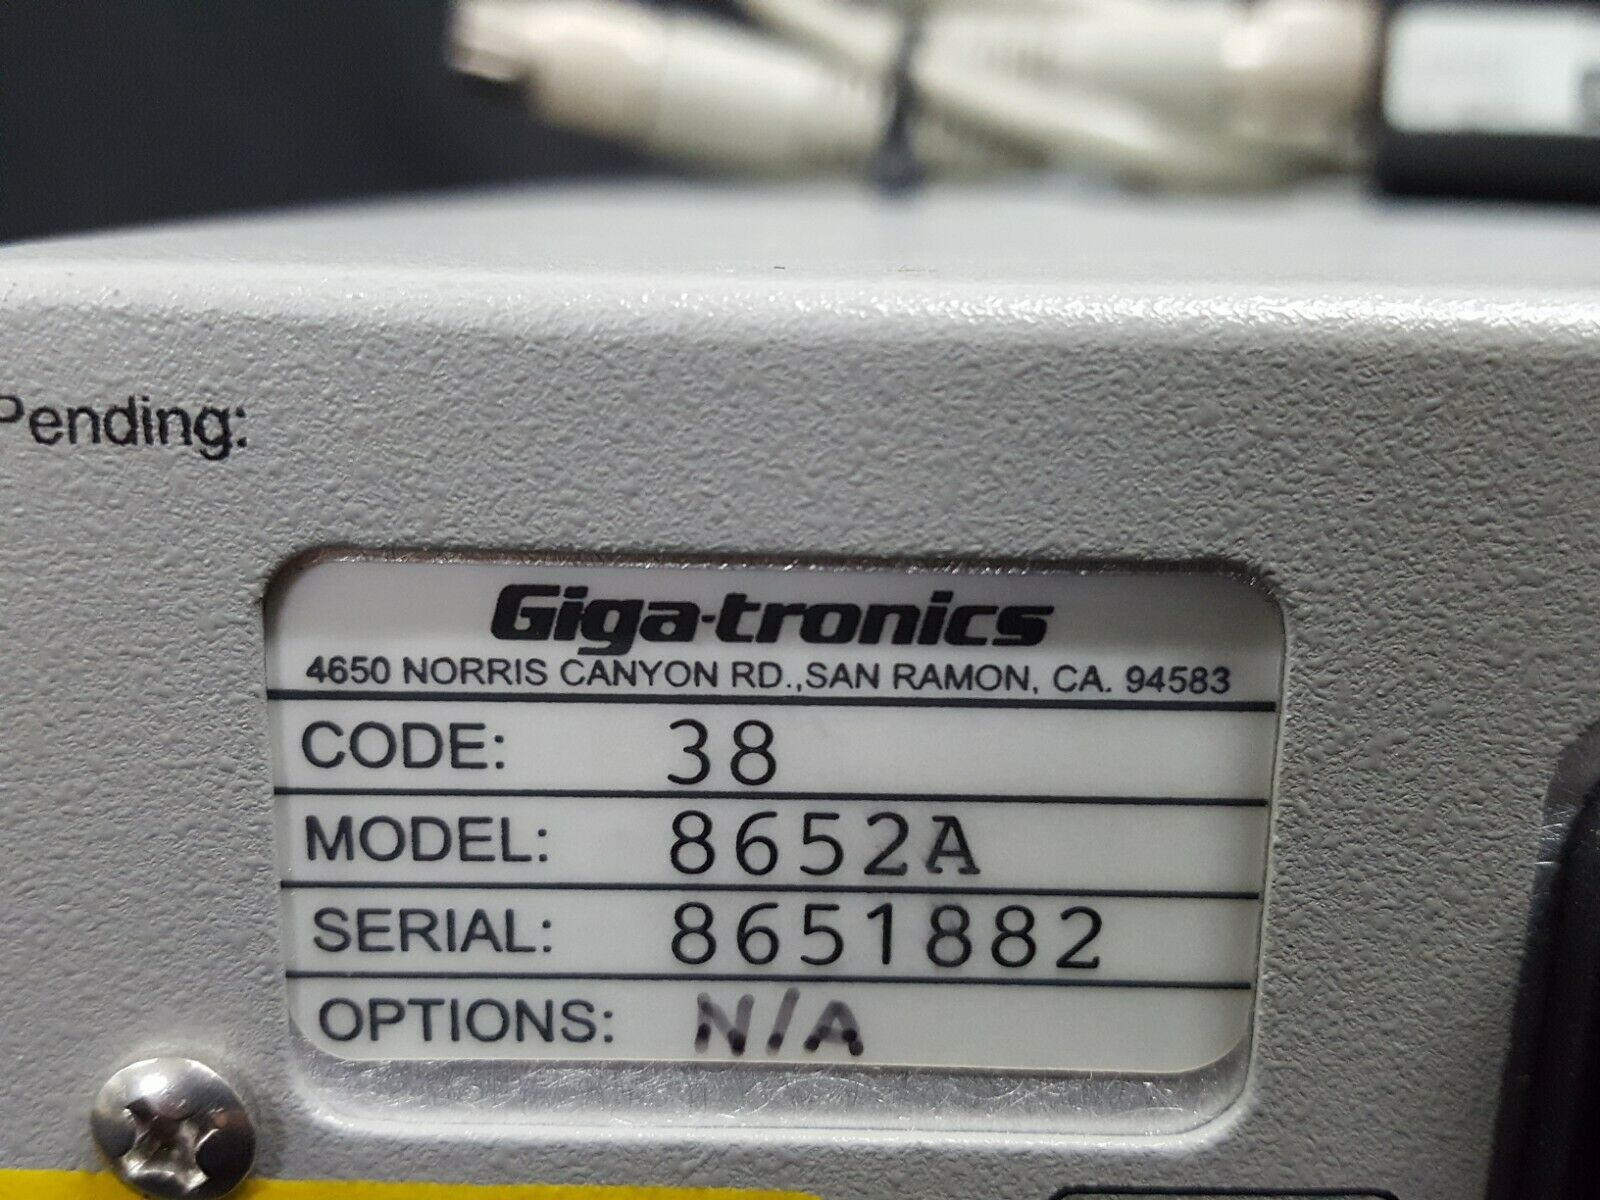 Pending:
Giga-tronics
4650 NORRIS CANYON RD.,SAN RAMON, CA. 94583
CODE: 38
MODEL: 8652A
SERIAL: 8651882
OPTIONS: N/A